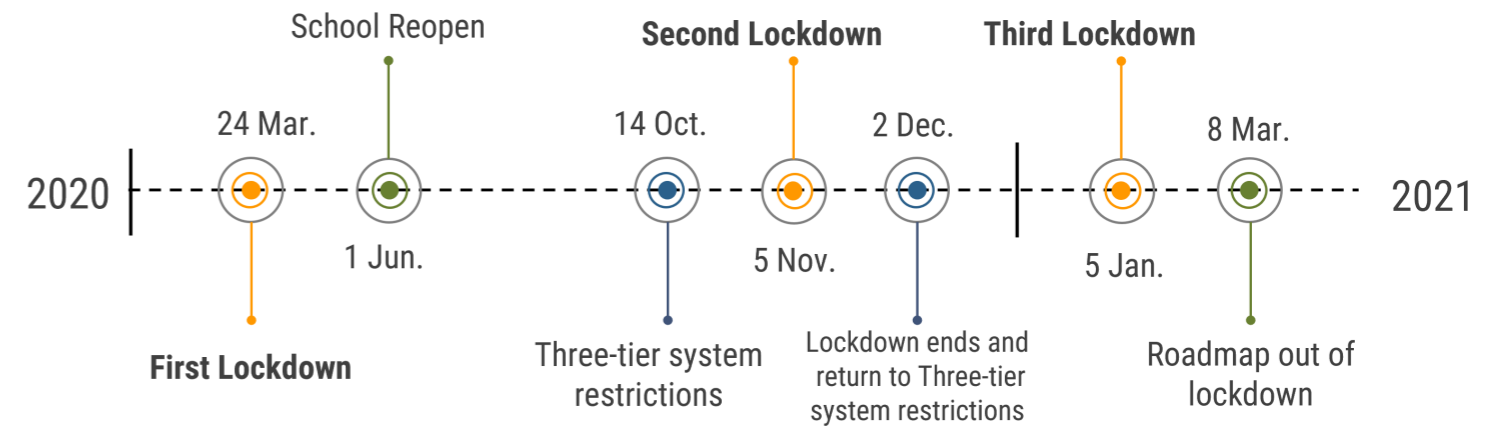 School Reopen
Second Lockdown
Third Lockdown
24 Mar.
14 Oct.
2 Dec.
8 Mar.
2020
2021
1 Jun.
5 Nov.
5 Jan.
First Lockdown
Three-tier system
restrictions
Lockdown ends and
return to Three-tier
system restrictions
Roadmap out of
lockdown